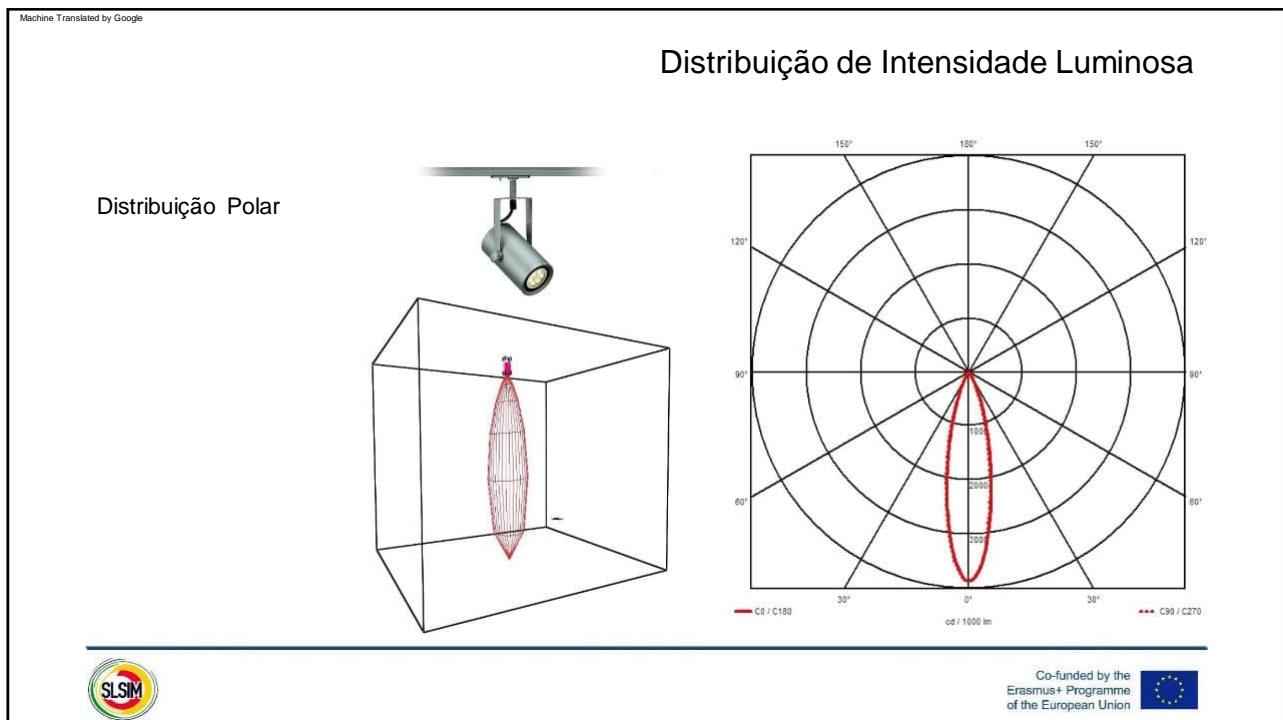 Machine Translated by Google
Distribuição de Intensidade Luminosa
Distribuição Polar
150° 180° 150°
120° 120°
90° 90°
60° 60°
1000
2000
3000
30° 0° 30°
C0 / C180 C90 / C270
cd / 1000 lm
SLSIM
Co-funded by the
Erasmus+ Programme
of the European Union